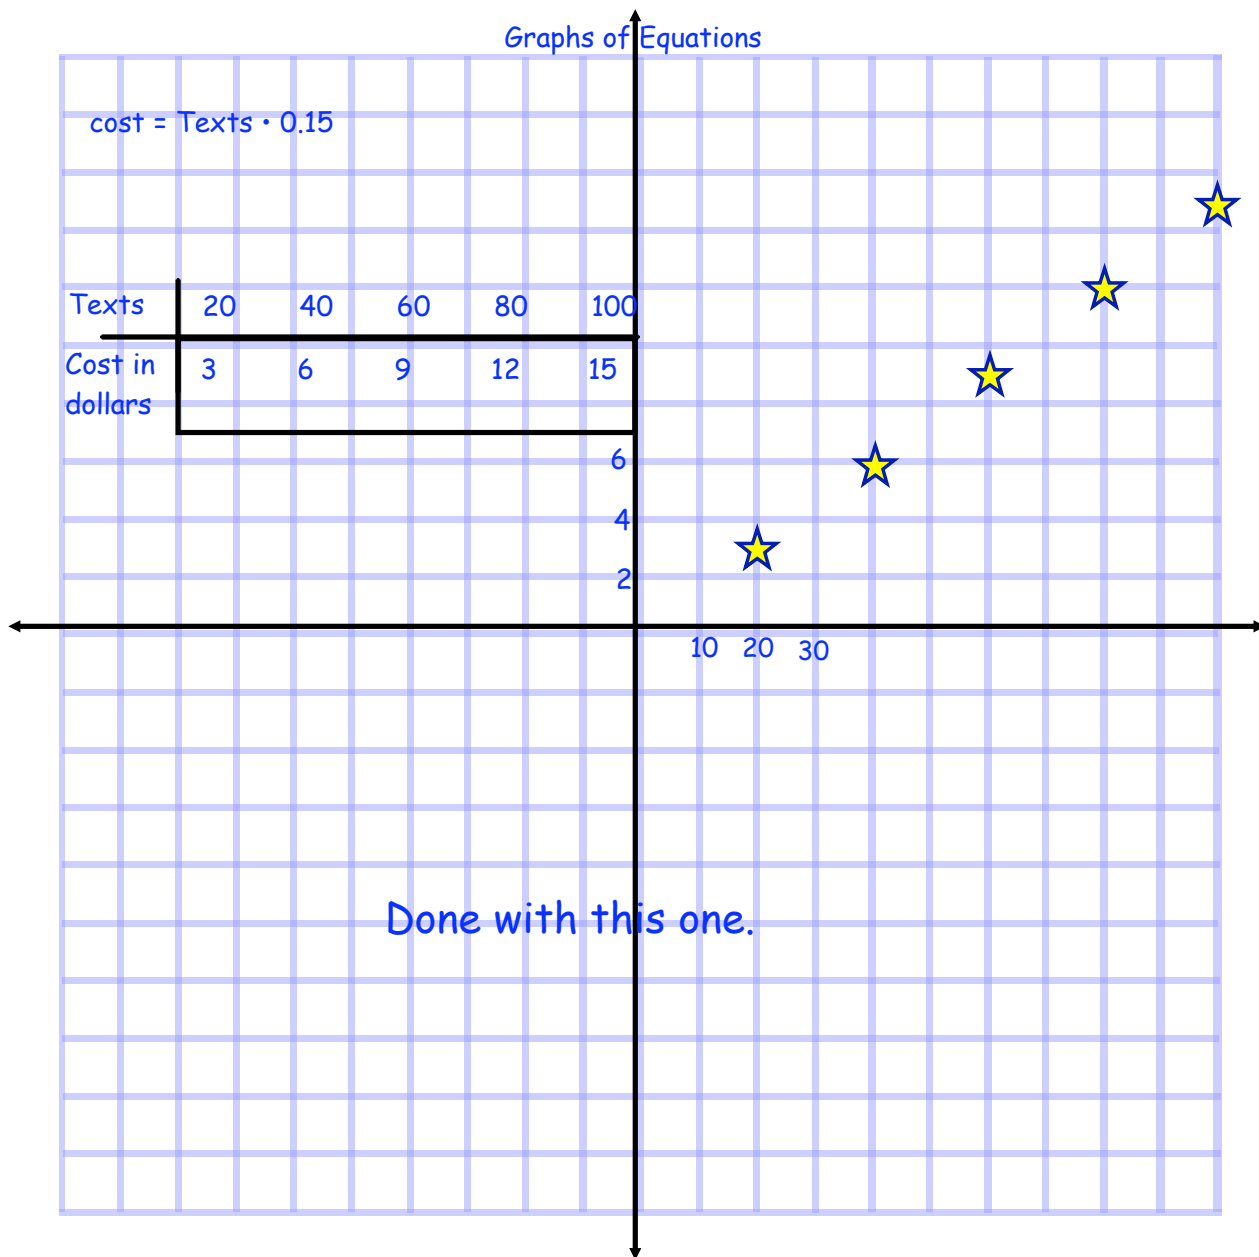 Graphs of Equations
cost = Texts • 0.15
Texts 20 40 60 80 100
Cost in 3 6 9 12 15
dollars
6
4
2
10 20 30
Done with this one.